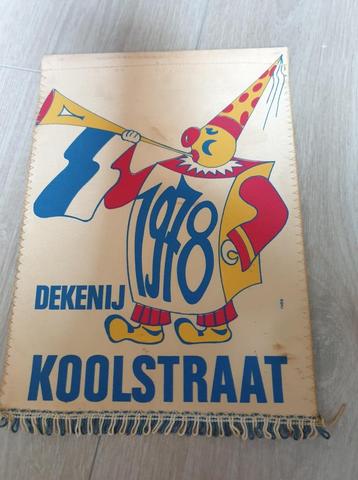 1978
DEKENIJ
KOOLSTRAAT